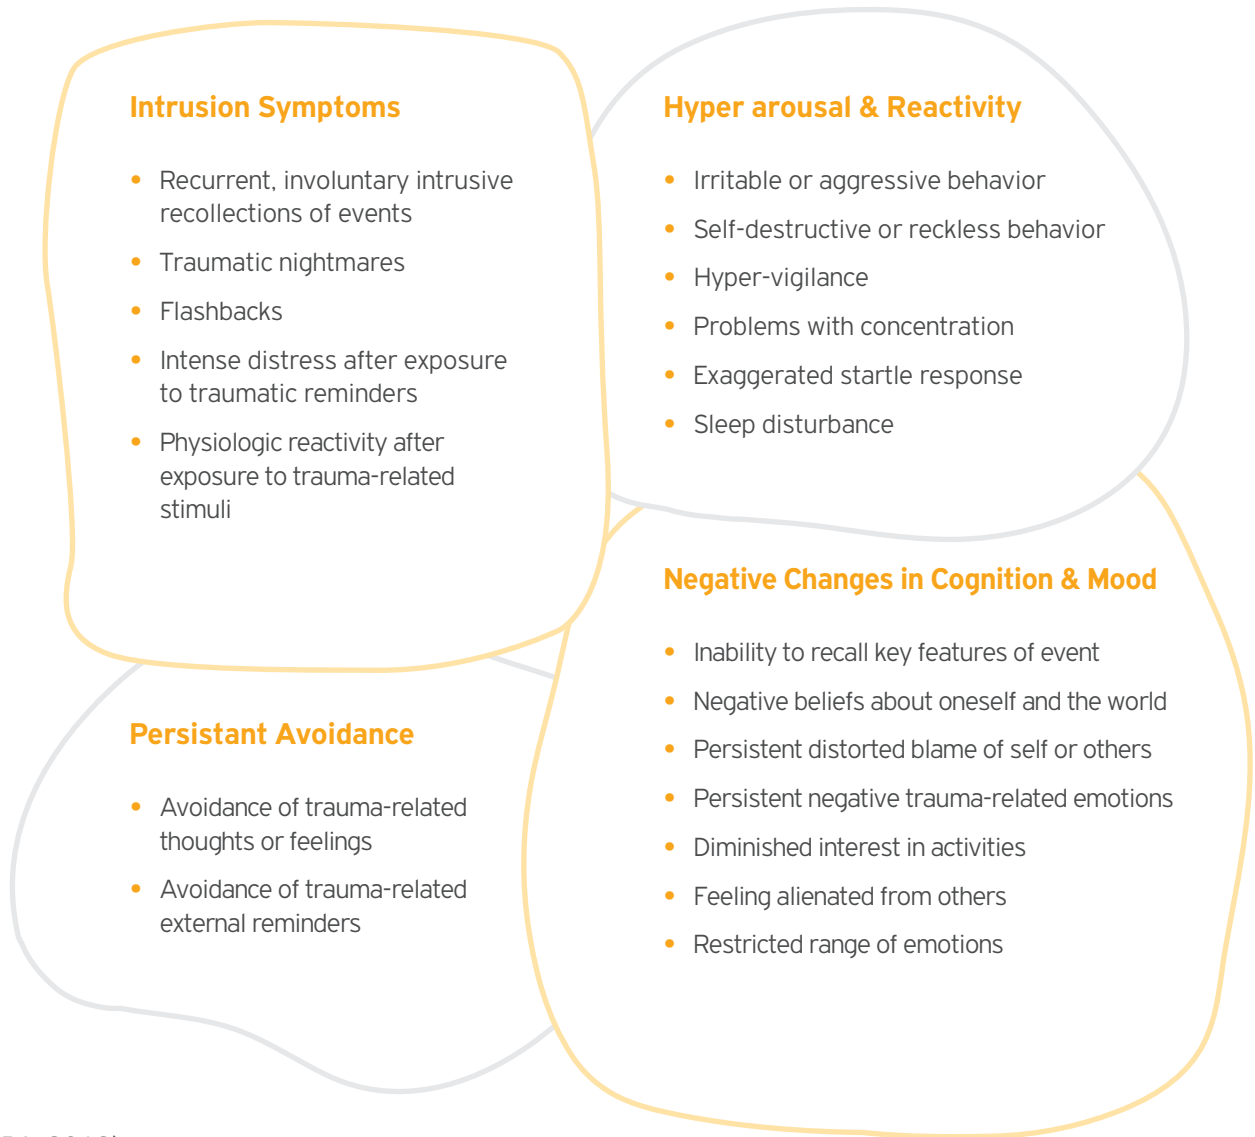 Intrusion Symptoms
• Recurrent, involuntary intrusive
recollections of events
• Traumatic nightmares
• Flashbacks
• Intense distress after exposure
to traumatic reminders
• Physiologic reactivity after
exposure to trauma-related
stimuli
Hyper arousal & Reactivity
• Irritable or aggressive behavior
• Self-destructive or reckless behavior
• Hyper-vigilance
• Problems with concentration
• Exaggerated startle response
• Sleep disturbance
Persistant Avoidance
• Avoidance of trauma-related
thoughts or feelings
• Avoidance of trauma-related
external reminders
Negative Changes in Cognition & Mood
• Inability to recall key features of event
• Negative beliefs about oneself and the world
• Persistent distorted blame of self or others
• Persistent negative trauma-related emotions
• Diminished interest in activities
• Feeling alienated from others
• Restricted range of emotions